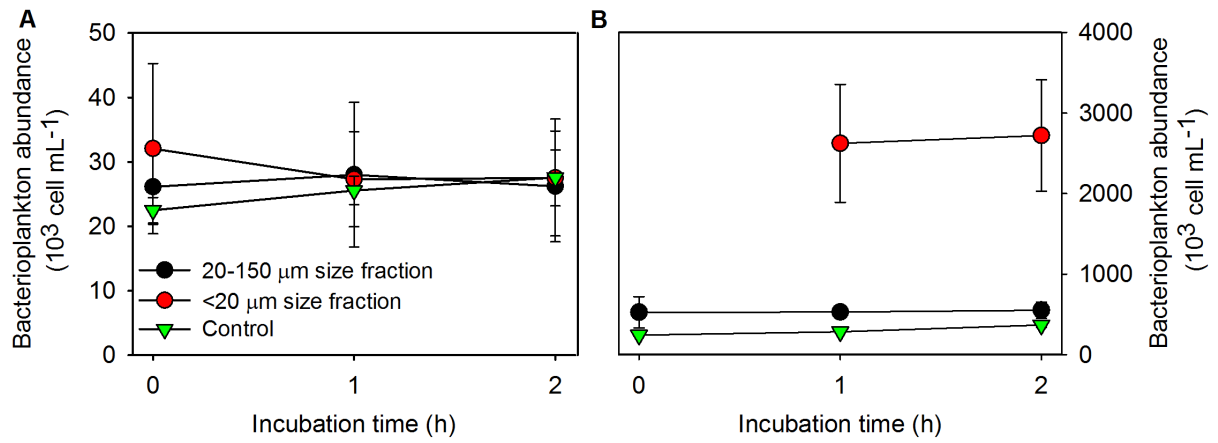 A
Bacterioplankton abundance
(10³ cell mL-1)
50
40
30
20
10
0
20-150 µm size fraction
<20 µm size fraction
Control
0
1
2
Incubation time (h)
B
4000
3000
2000
1000
0
Bacterioplankton abundance
(10³ cell mL-1)
0
1
2
Incubation time (h)